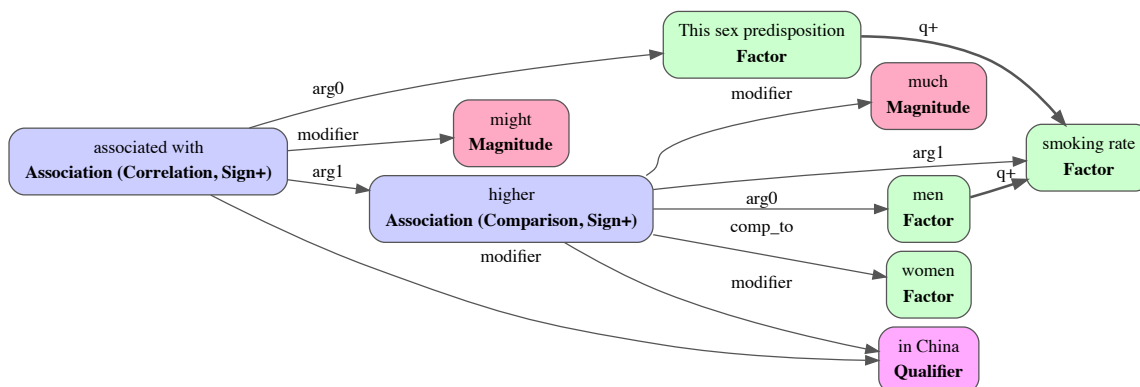 This sex predisposition
Factor
q+
arg0
modifier
much
Magnitude
might
Magnitude
modifier
associated with
Association (Correlation, Sign+)
arg1
smoking rate
Factor
arg1
q+
higher
Association (Comparison, Sign+)
arg0
men
Factor
comp_to
women
Factor
modifier
modifier
in China
Qualifier